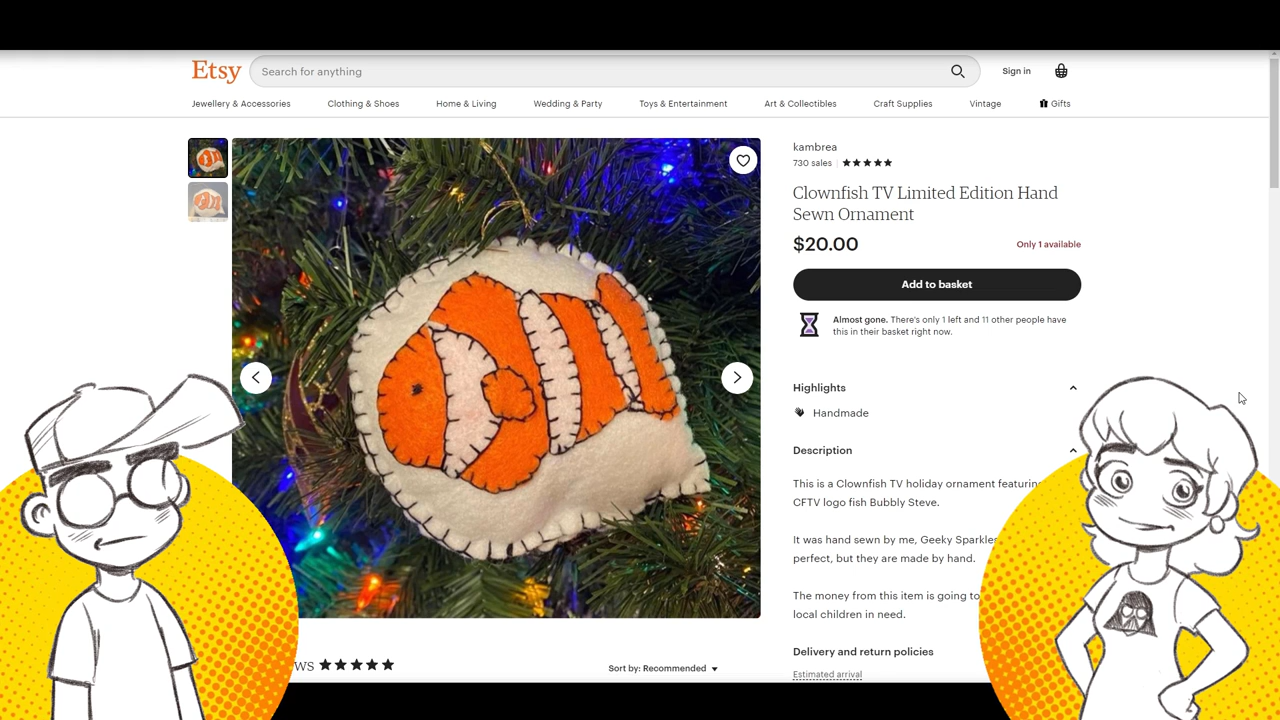 Etsy
Search for anything
Sign in
Jewellery & Accessories
Clothing & Shoes
Home & Living
Wedding & Party
Toys & Entertainment
Art & Collectibles
Craft Supplies
Vintage
Gifts
kambrea
730 sales
Clownfish TV Limited Edition Hand
Sewn Ornament
$20.00
Only 1 available
Add to basket
Almost gone. There's only 1 left and 11 other people have
this in their basket right now.
Highlights
Handmade
Description
This is a Clownfish TV holiday ornament
CFTV logo fish Bubbly Steve.
It was hand sewn by me, Geeky
perfect, but they are made by hand.
The money from this item is going to
local children in need.
Delivery and return policies
Estimated arrival
Sort by: Recommended